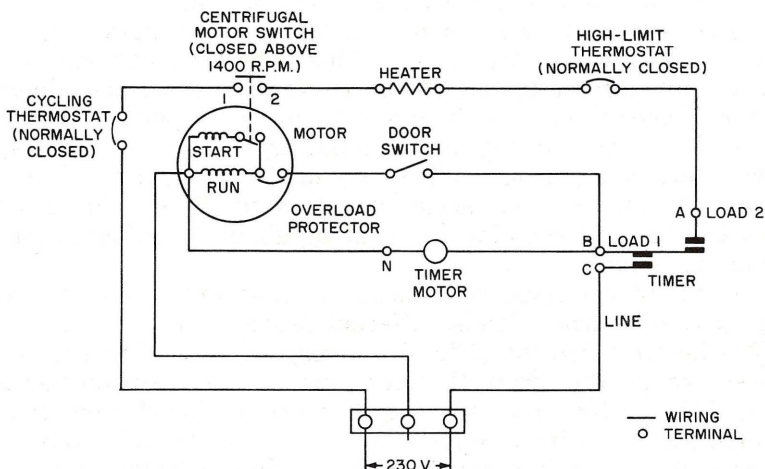 CENTRIFUGAL
MOTOR SWITCH
(CLOSED ABOVE
1400 R.P.M.)
HIGH-LIMIT
THERMOSTAT
(NORMALLY CLOSED)
HEATER
1
2
CYCLING
THERMOSTAT
(NORMALLY
CLOSED)
MOTOR
START
RUN
DOOR
SWITCH
OVERLOAD
PROTECTOR
A
LOAD 2
B
LOAD 1
N
TIMER
MOTOR
C
TIMER
LINE
WIRING
TERMINAL
230 V